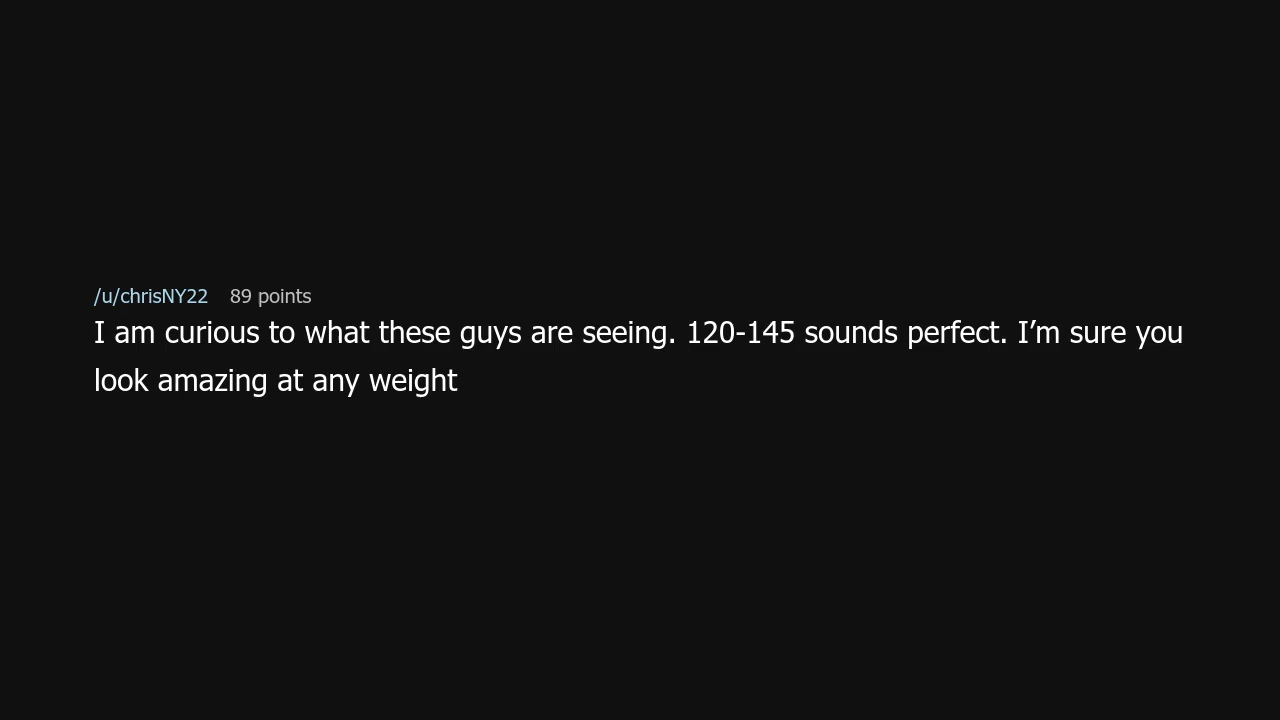 /u/chrisNY22 89 points
I am curious to what these guys are seeing. 120-145 sounds perfect. I’m sure you
look amazing at any weight